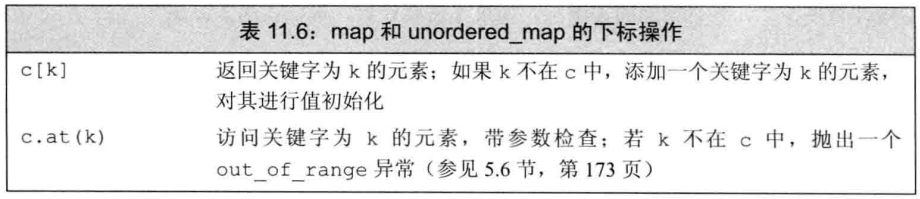 表 11.6：map 和 unordered_map 的下标操作
c[k] 返回关键字为 k 的元素；如果 k 不在 c 中，添加一个关键字为 k 的元素，
对其进行值初始化
c.at(k) 访问关键字为 k 的元素，带参数检查；若 k 不在 c 中，抛出一个
out_of_range 异常（参见 5.6 节，第 173 页）